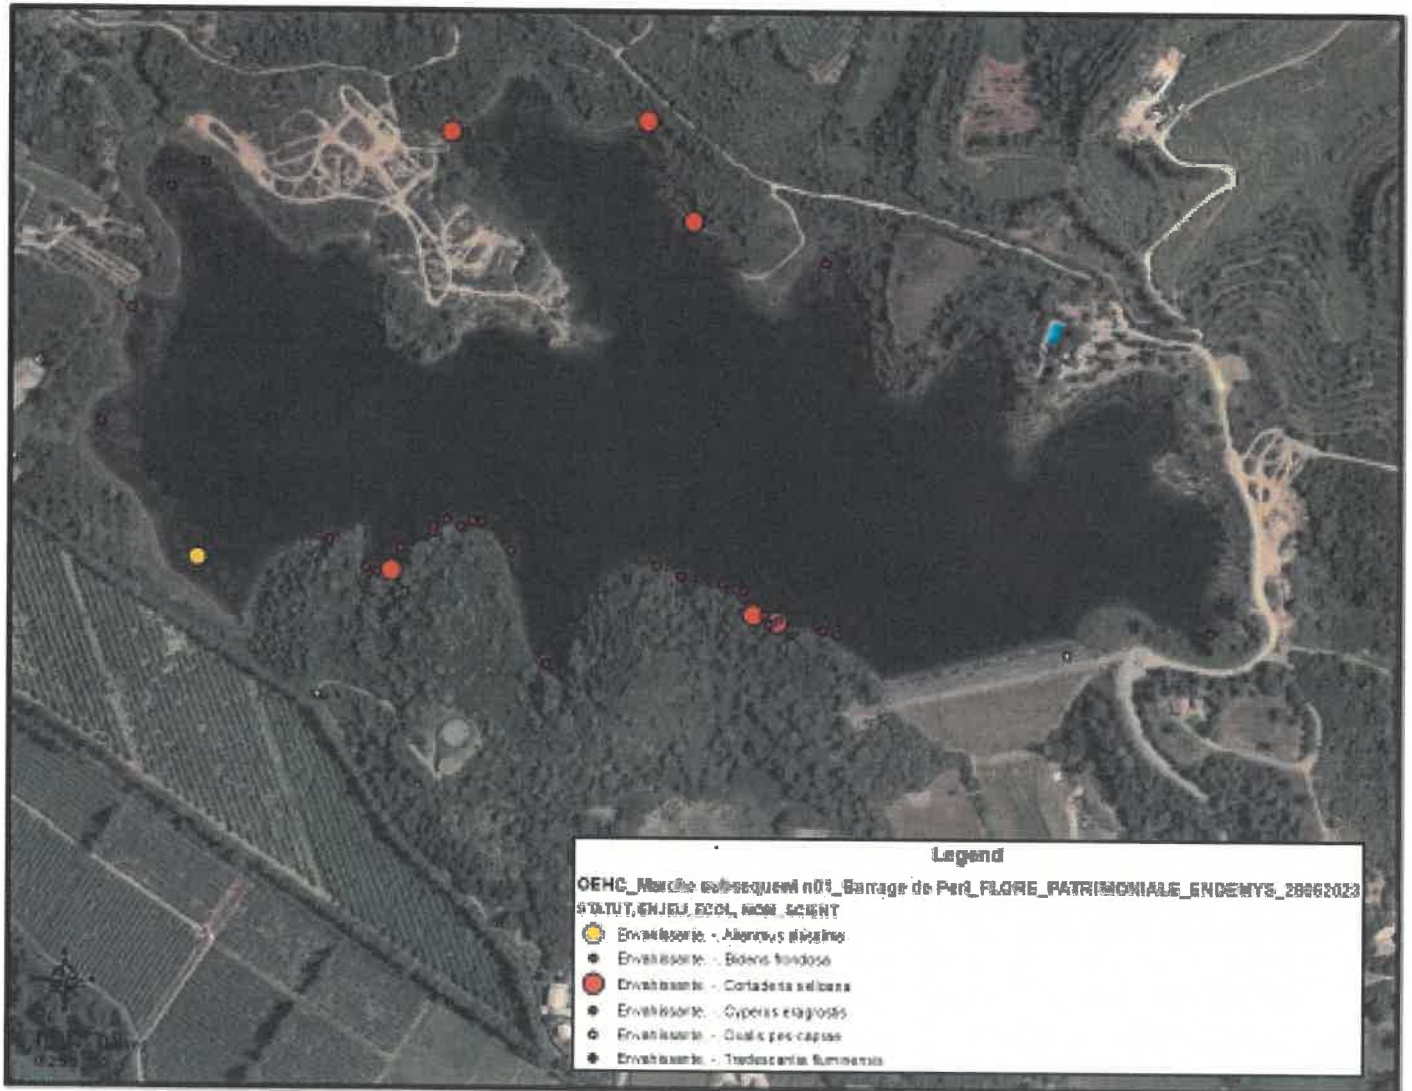 Legend
OEHC_Marche subsequent n01_Barrage de Peri_FLORE_PATRIMONIALE_ENDEMYS_28062023
STATUT, ENJEU_ECOL, NOM_SCIENT
Envahissante, -, Ailanthus altissima
Envahissante, -, Bidens frondosa
Envahissante, -, Cortaderia selloana
Envahissante, -, Cyperus eragrostis
Envahissante, -, Oxalis pes-caprae
Envahissante, -, Tradescantia fluminensis